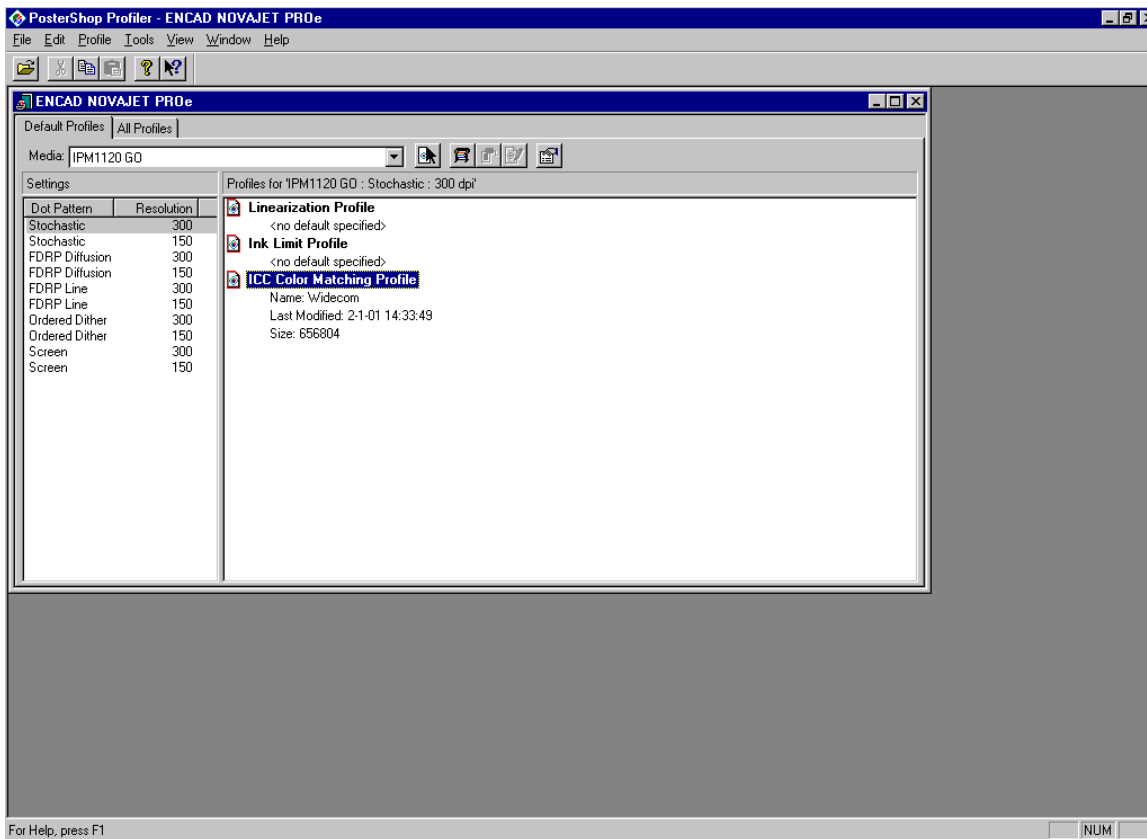 PosterShop Profiler - ENCAD NOVAJET PROe
File Edit Profile Tools View Window Help
ENCAD NOVAJET PROe
Default Profiles All Profiles
Media: IPM1120 GO
Settings
Profiles for 'IPM1120 GO : Stochastic : 300 dpi'
Dot Pattern Resolution
Stochastic 300
Stochastic 150
FDRP Diffusion 300
FDRP Diffusion 150
FDRP Line 300
FDRP Line 150
Ordered Dither 300
Ordered Dither 150
Screen 300
Screen 150
Linearization Profile
<no default specified>
Ink Limit Profile
<no default specified>
ICC Color Matching Profile
Name: Widecom
Last Modified: 2-1-01 14:33:49
Size: 656804
For Help, press F1
NUM